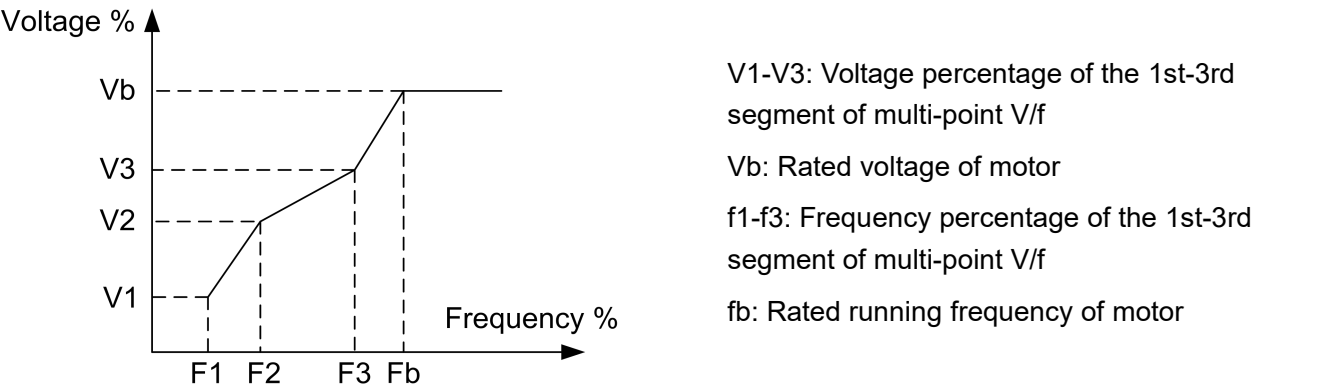 Voltage %
Vb
V3
V2
V1
Frequency %
F1 F2 F3 Fb
V1-V3: Voltage percentage of the 1st-3rd
segment of multi-point V/f
Vb: Rated voltage of motor
f1-f3: Frequency percentage of the 1st-3rd
segment of multi-point V/f
fb: Rated running frequency of motor